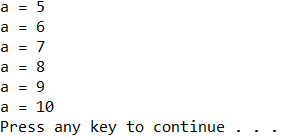 a = 5
a = 6
a = 7
a = 8
a = 9
a = 10
Press any key to continue . . .